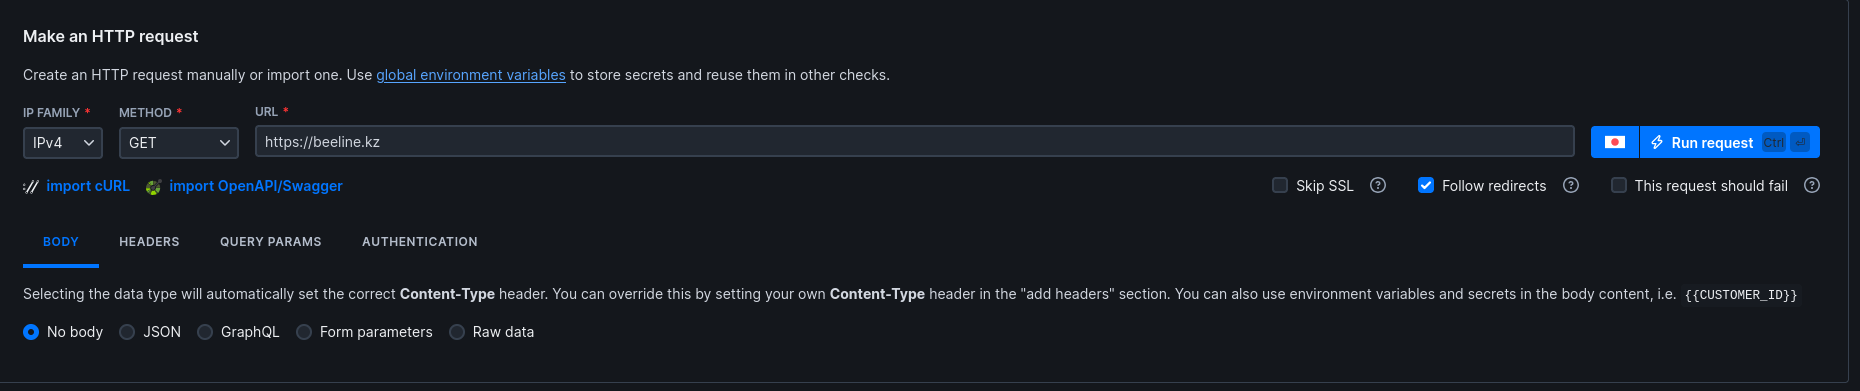 Make an HTTP request
Create an HTTP request manually or import one. Use global environment variables to store secrets and reuse them in other checks.
IP FAMILY * METHOD * URL *
IPv4 GET https://beeline.kz Run request Ctrl ⏎
import cURL import OpenAPI/Swagger Skip SSL ? Follow redirects ? This request should fail ?
BODY HEADERS QUERY PARAMS AUTHENTICATION
Selecting the data type will automatically set the correct Content-Type header. You can override this by setting your own Content-Type header in the "add headers" section. You can also use environment variables and secrets in the body content, i.e. {{CUSTOMER_ID}}
No body JSON GraphQL Form parameters Raw data